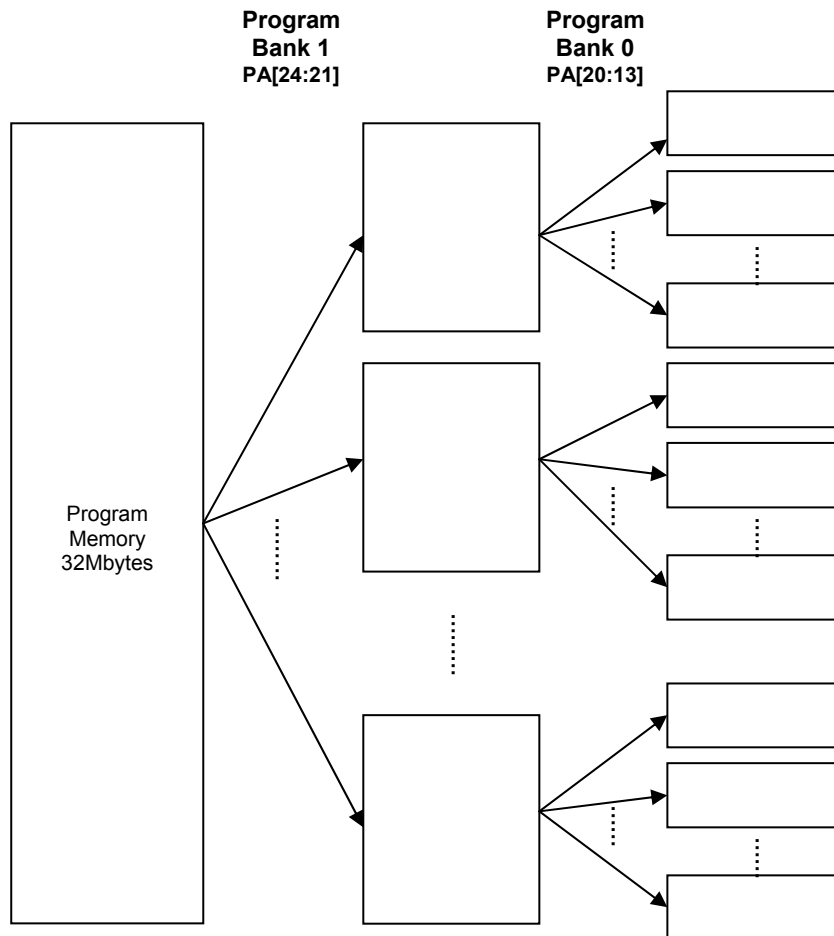 Program
Bank 1
PA[24:21]
Program
Bank 0
PA[20:13]
Program
Memory
32Mbytes